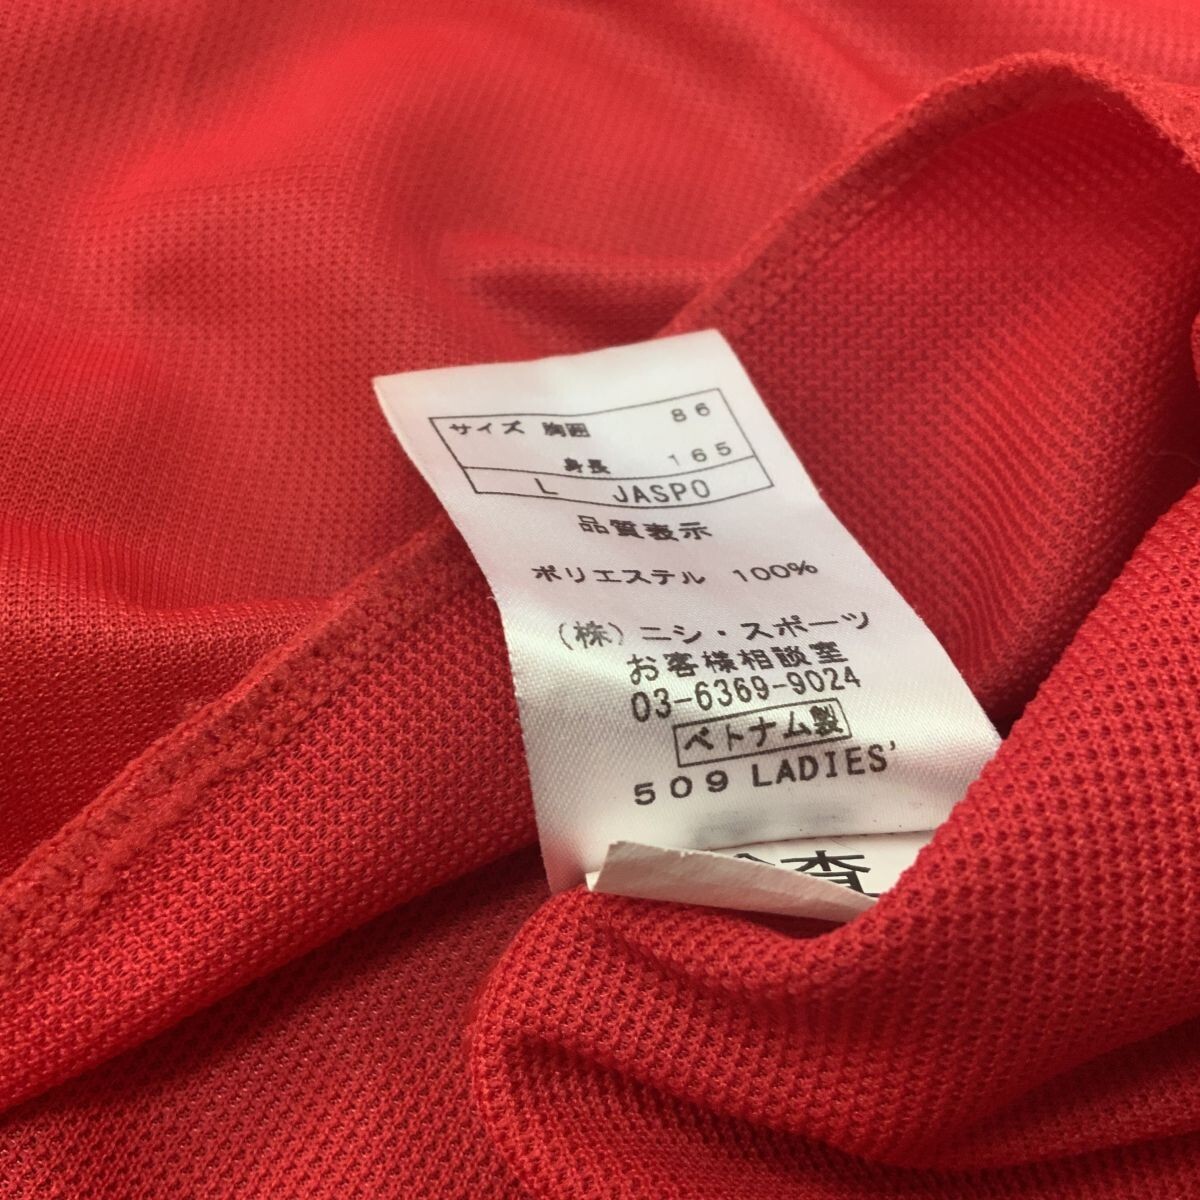 サイズ 胸囲 86
身長 165
L JASPO
品質表示
ポリエステル 100%
(株)ニシ・スポーツ
お客様相談室
03-6369-9024
ベトナム製
509 LADIES'
査